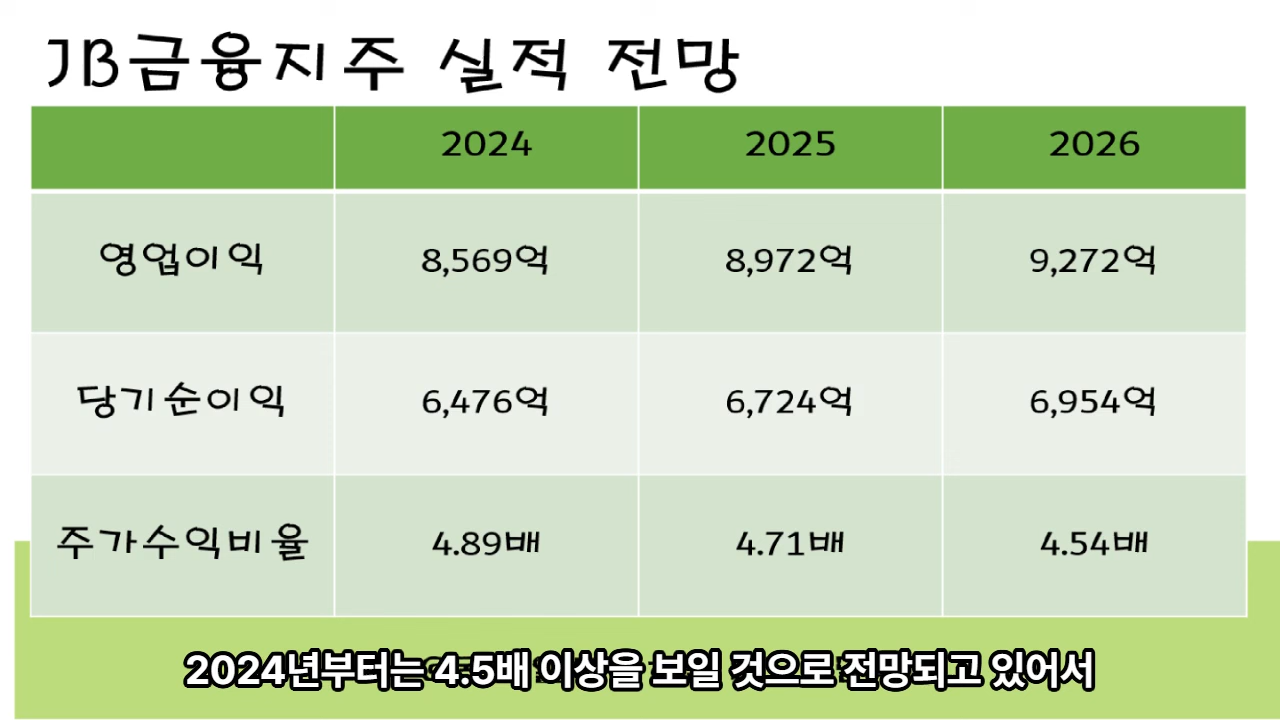 JB금융지주 실적 전망
2024 2025 2026
영업이익 8,569억 8,972억 9,272억
당기순이익 6,476억 6,724억 6,954억
주가수익비율 4.89배 4.71배 4.54배
2024년부터는 4.5배 이상을 보일 것으로 전망되고 있어서